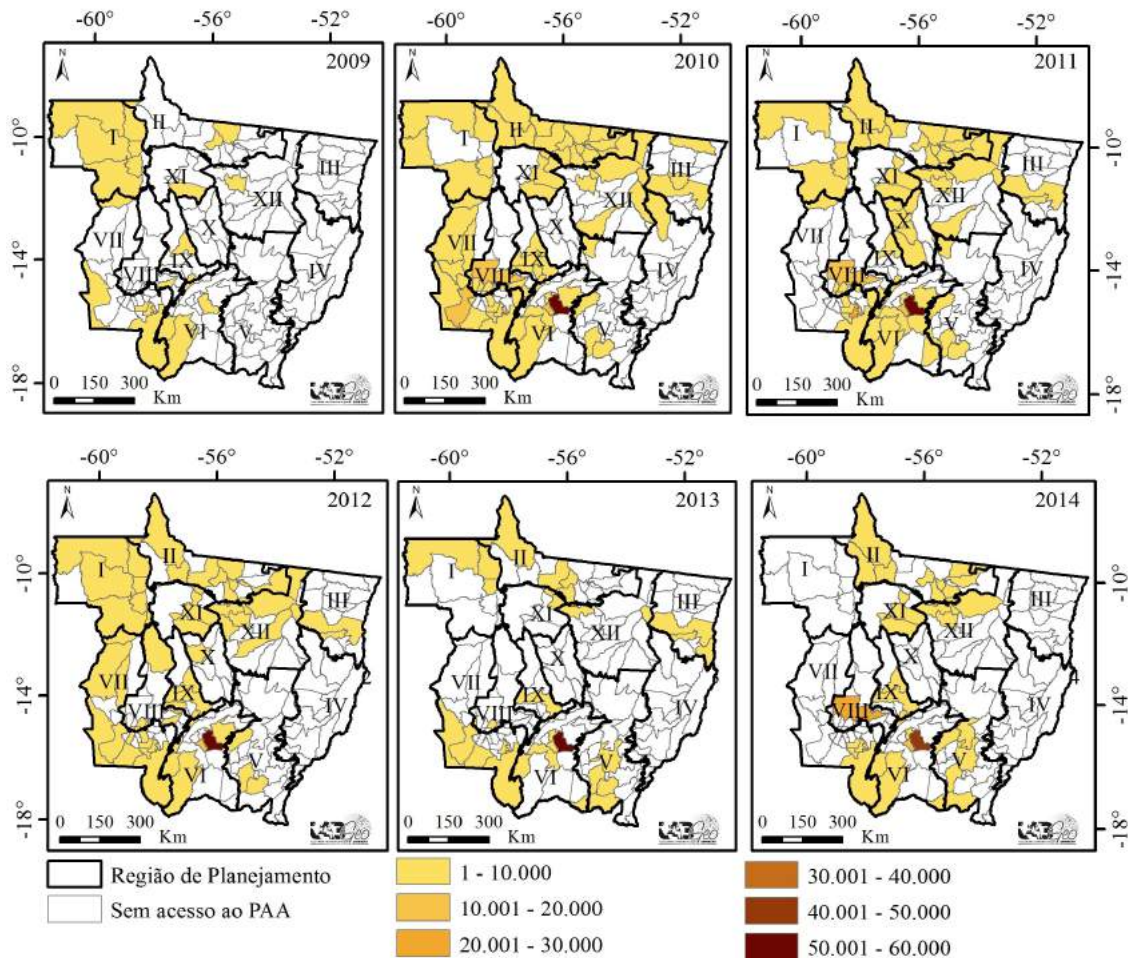 -60° -56° -52° -60° -56° -52° -60° -56° -52°
N 2009 N 2010 N 2011
I II III IV V VI VII VIII IX X XI XII
I II III IV V VI VII VIII IX X XI XII
I II III IV V VI VII VIII IX X XI XII
-10° -14° -18°
-10° -14° -18°
0 150 300 Km
0 150 300 Km
0 150 300 Km
-60° -56° -52° -60° -56° -52° -60° -56° -52°
N 2012 N 2013 N 2014
I II III IV V VI VII VIII IX X XI XII
I II III IV V VI VII VIII IX X XI XII
I II III IV V VI VII VIII IX X XI XII
-10° -14° -18°
-10° -14° -18°
2
4
0 150 300 Km
0 150 300 Km
0 150 300 Km
Região de Planejamento
Sem acesso ao PAA
1 - 10.000
10.001 - 20.000
20.001 - 30.000
30.001 - 40.000
40.001 - 50.000
50.001 - 60.000